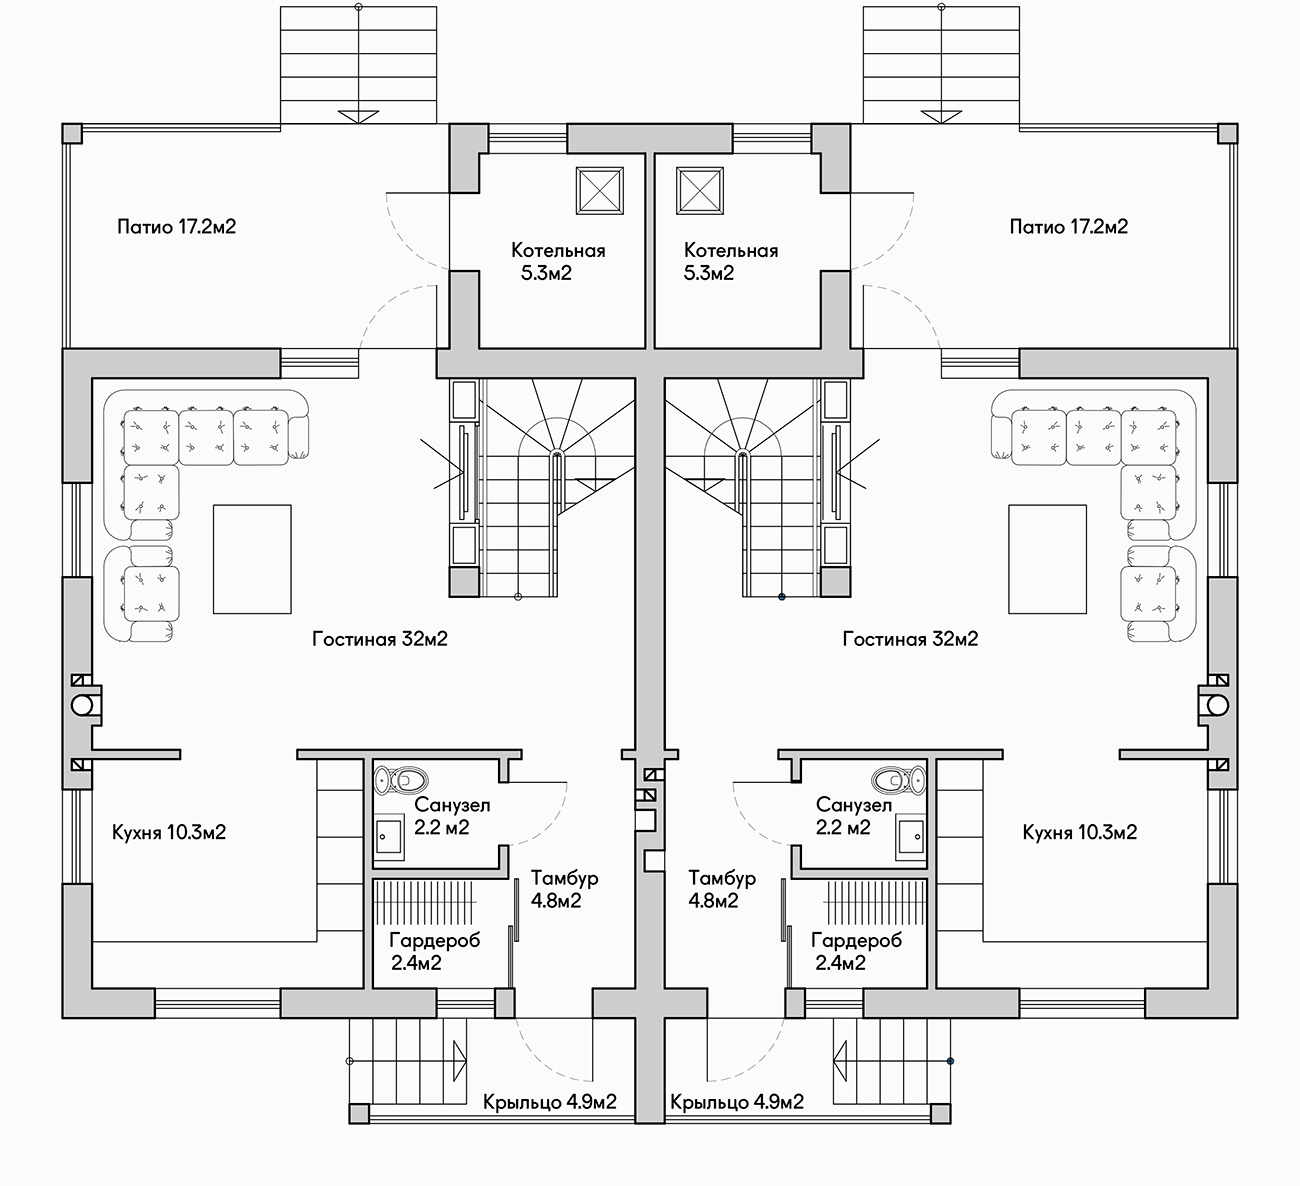 Патио 17.2м2
Патио 17.2м2
Котельная
5.3м2
Котельная
5.3м2
Гостиная 32м2
Гостиная 32м2
Санузел
2.2 м2
Санузел
2.2 м2
Кухня 10.3м2
Кухня 10.3м2
Тамбур
4.8м2
Тамбур
4.8м2
Гардероб
2.4м2
Гардероб
2.4м2
Крыльцо 4.9м2
Крыльцо 4.9м2